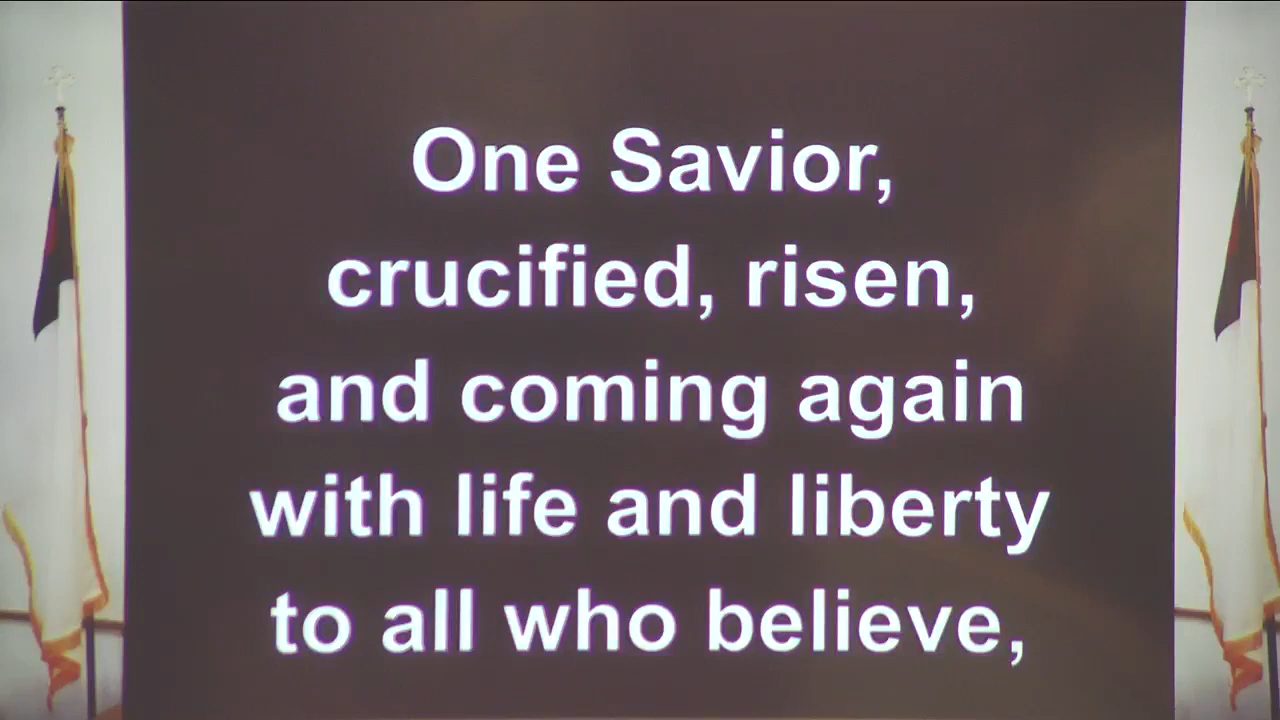 One Savior,
crucified, risen,
and coming again
with life and liberty
to all who believe,